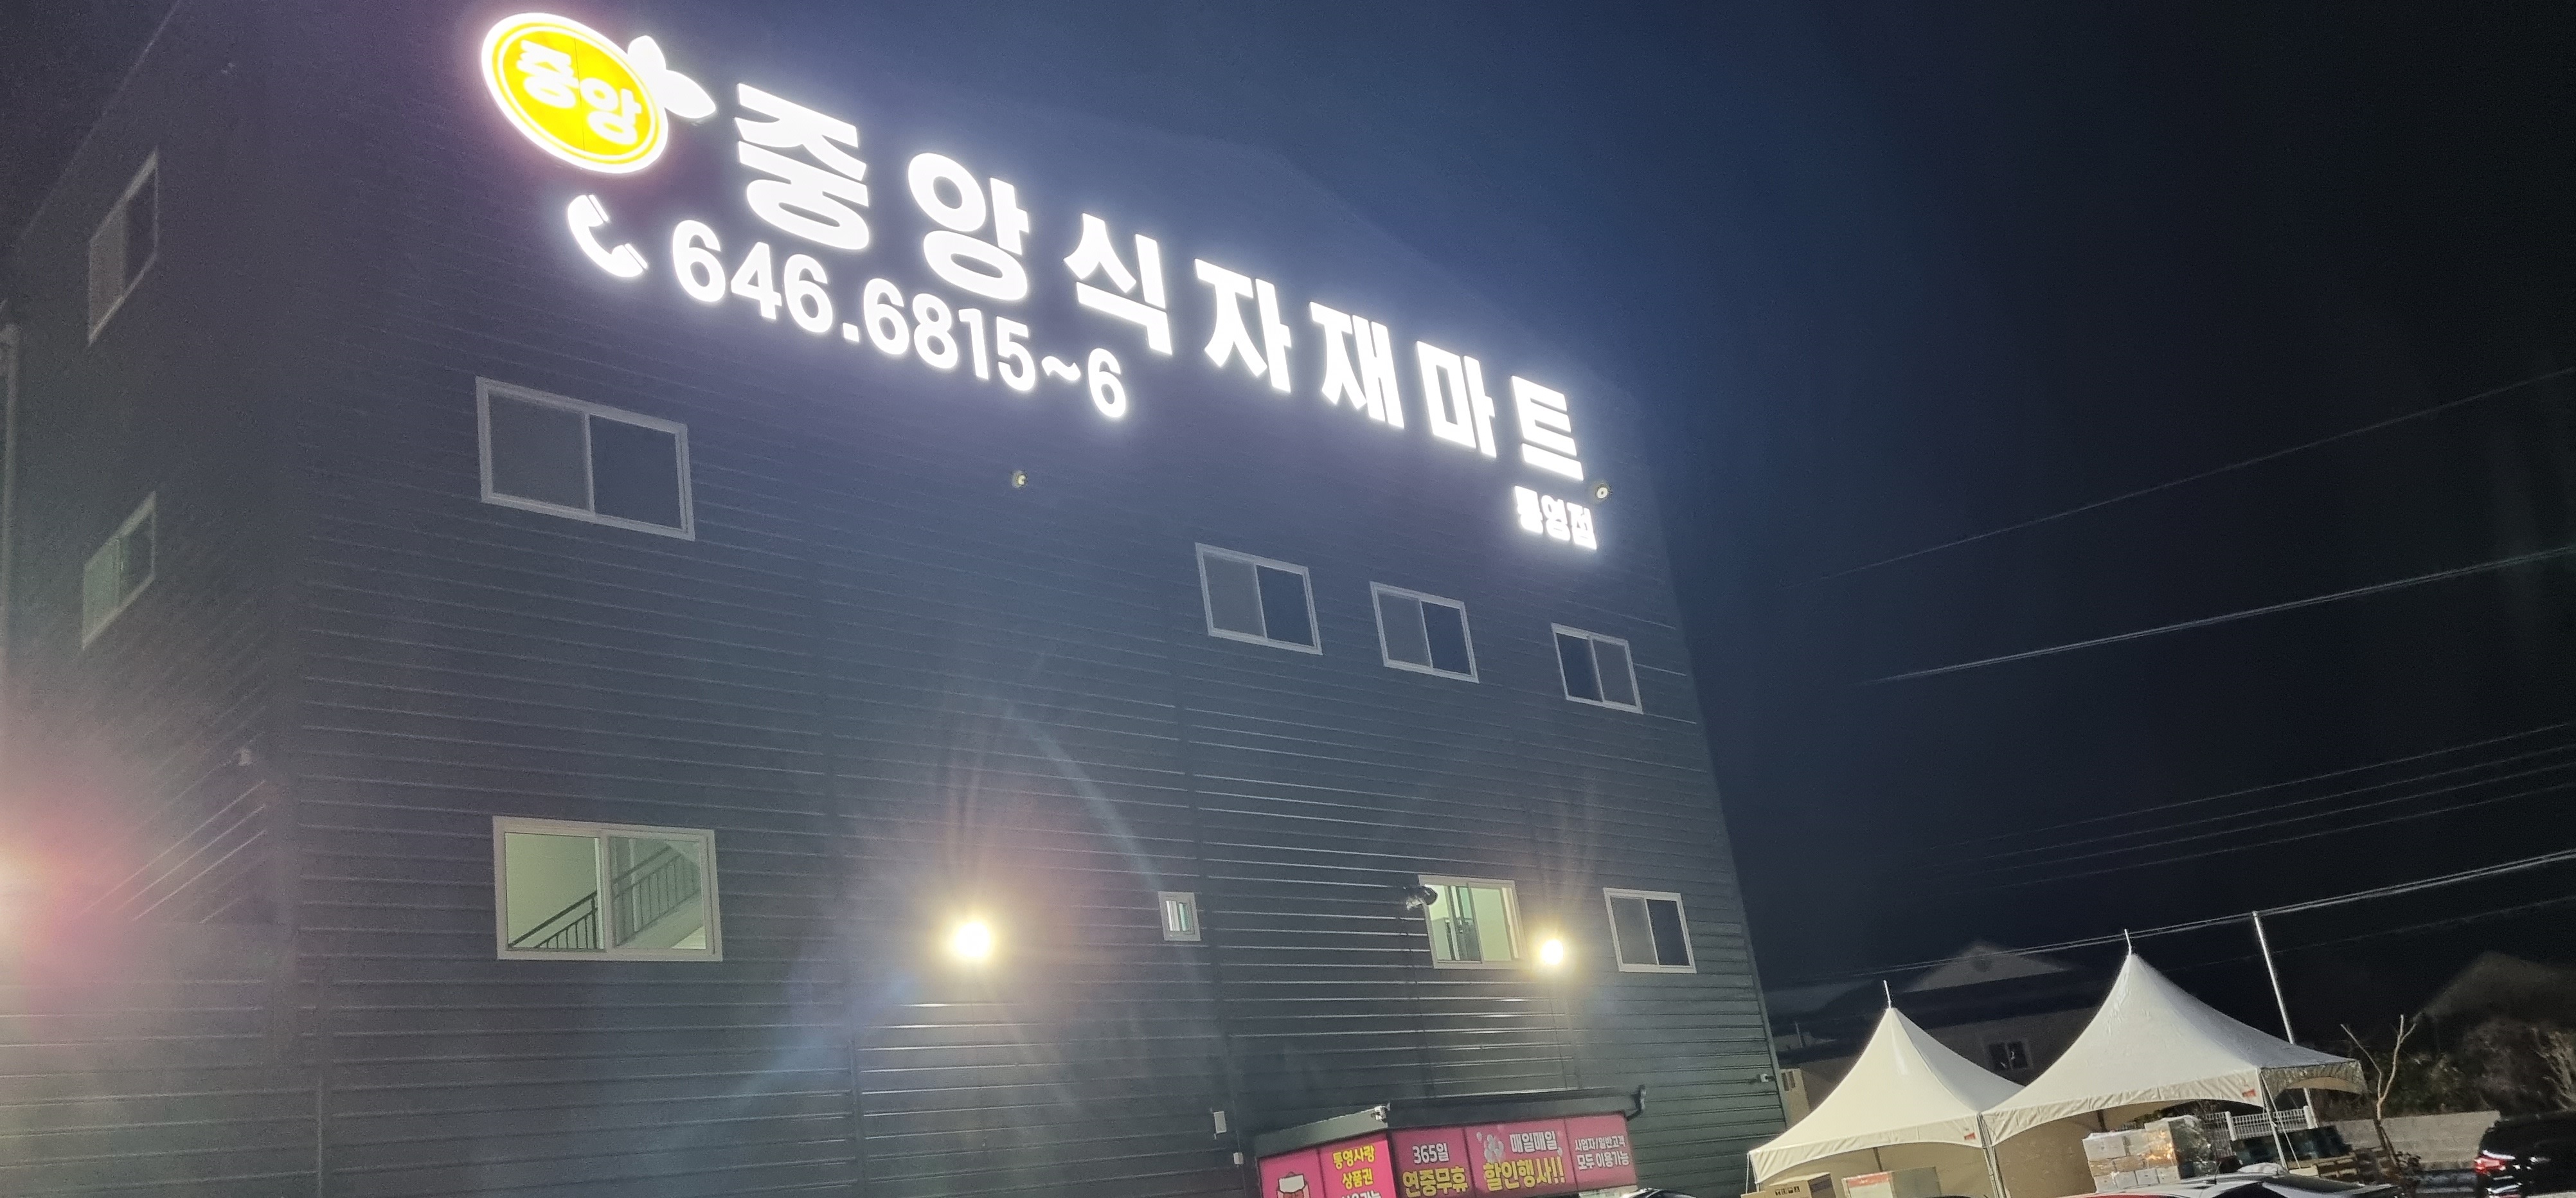 중앙
중앙식자재마트
646.6815~6
통영점
통영사랑
상품권
365일
연중무휴
매일매일
할인행사!!
사업자/일반고객
모두 이용가능